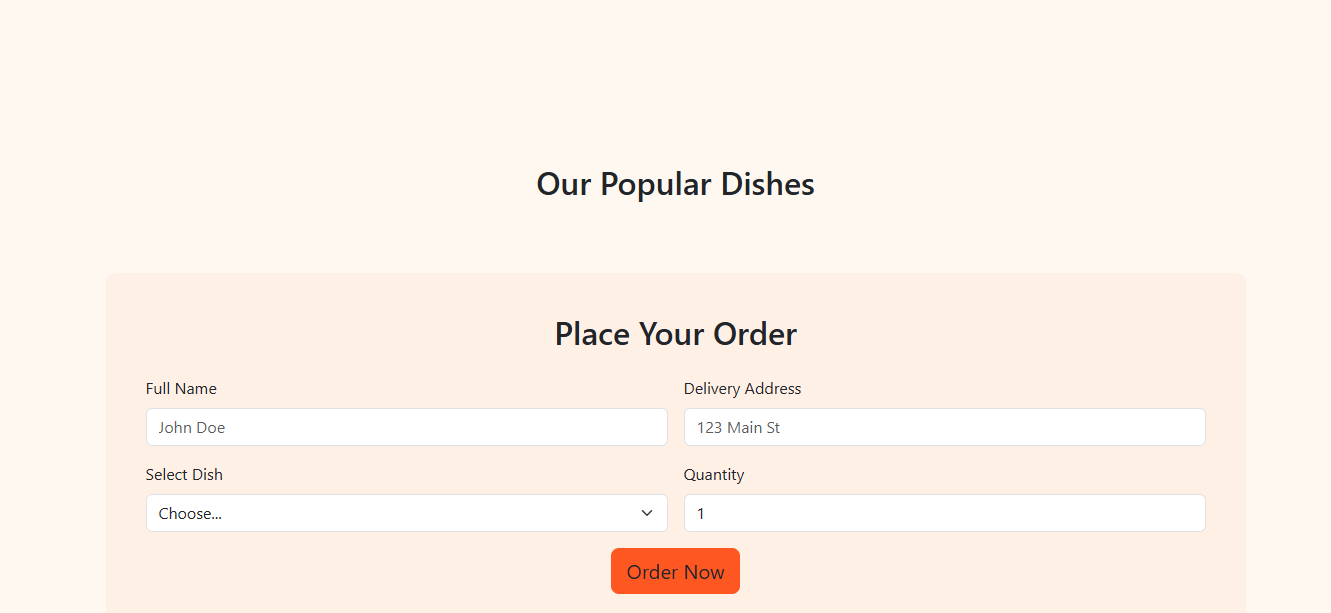 Our Popular Dishes
Place Your Order
Full Name
Delivery Address
John Doe
123 Main St
Select Dish
Quantity
Choose...
1
Order Now